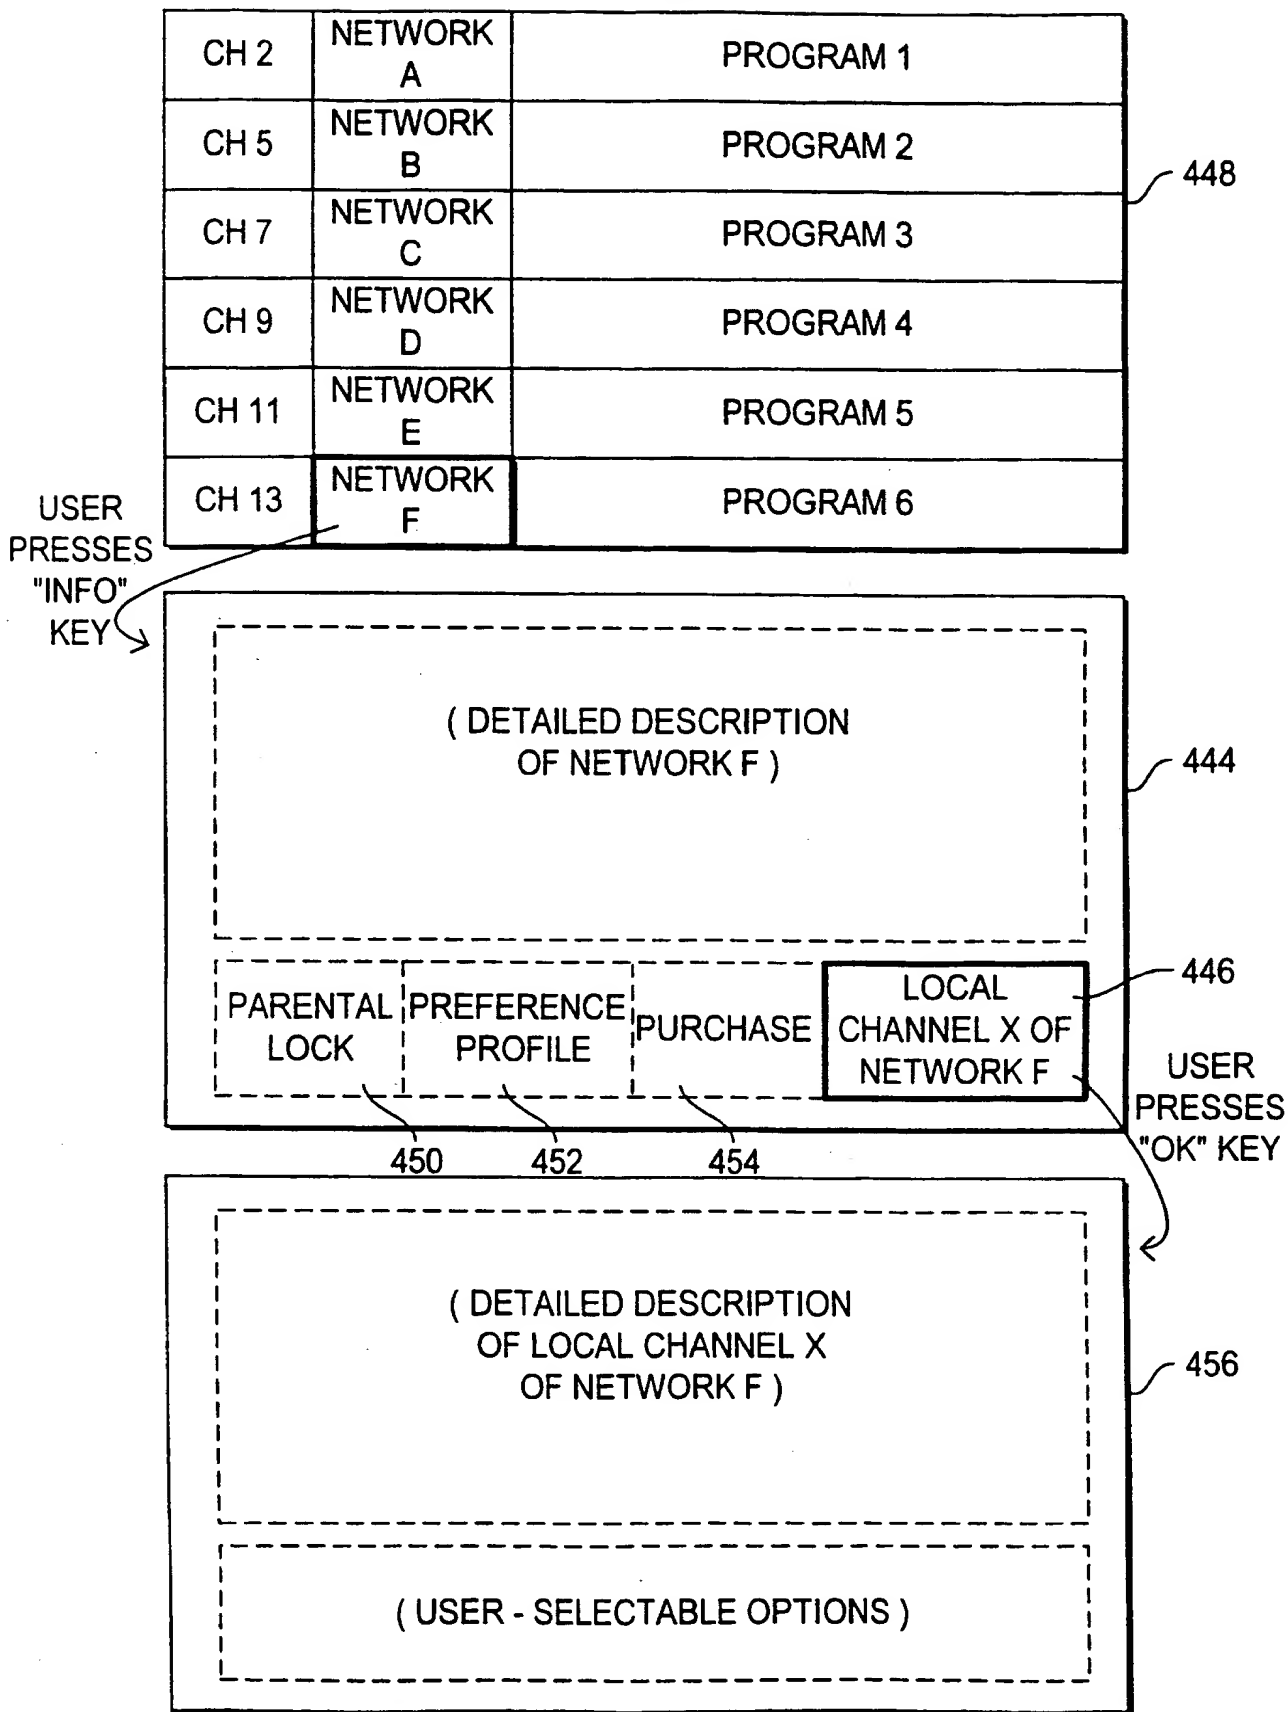 CH 2
NETWORK
A
PROGRAM 1
CH 5
NETWORK
B
PROGRAM 2
448
CH 7
NETWORK
C
PROGRAM 3
CH 9
NETWORK
D
PROGRAM 4
CH 11
NETWORK
E
PROGRAM 5
CH 13
NETWORK
F
PROGRAM 6
USER
PRESSES
"INFO"
KEY
( DETAILED DESCRIPTION
OF NETWORK F )
444
PARENTAL
LOCK
PREFERENCE
PROFILE
PURCHASE
LOCAL
CHANNEL X OF
NETWORK F
446
USER
PRESSES
"OK" KEY
450
452
454
( DETAILED DESCRIPTION
OF LOCAL CHANNEL X
OF NETWORK F )
456
( USER - SELECTABLE OPTIONS )